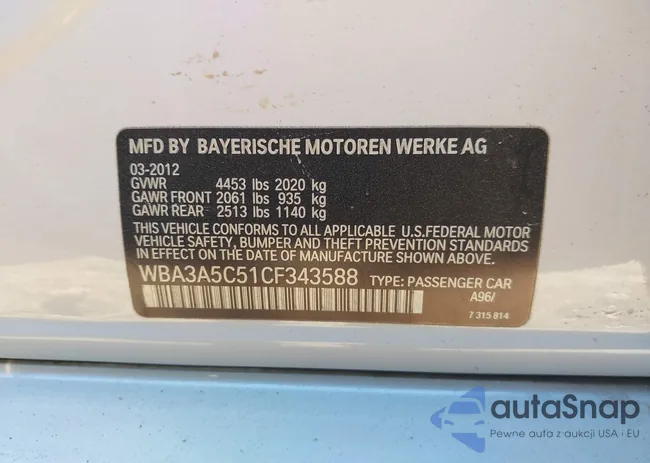 MFD BY BAYERISCHE MOTOREN WERKE AG
03-2012
GVWR 4453 lbs 2020 kg
GAWR FRONT 2061 lbs 935 kg
GAWR REAR 2513 lbs 1140 kg
THIS VEHICLE CONFORMS TO ALL APPLICABLE U.S.FEDERAL MOTOR
VEHICLE SAFETY, BUMPER AND THEFT PREVENTION STANDARDS
IN EFFECT ON THE DATE OF MANUFACTURE SHOWN ABOVE.
WBA3A5C51CF343588 TYPE: PASSENGER CAR
A96/
7 315 814
autaSnap
Pewne auta z aukcji USA i EU